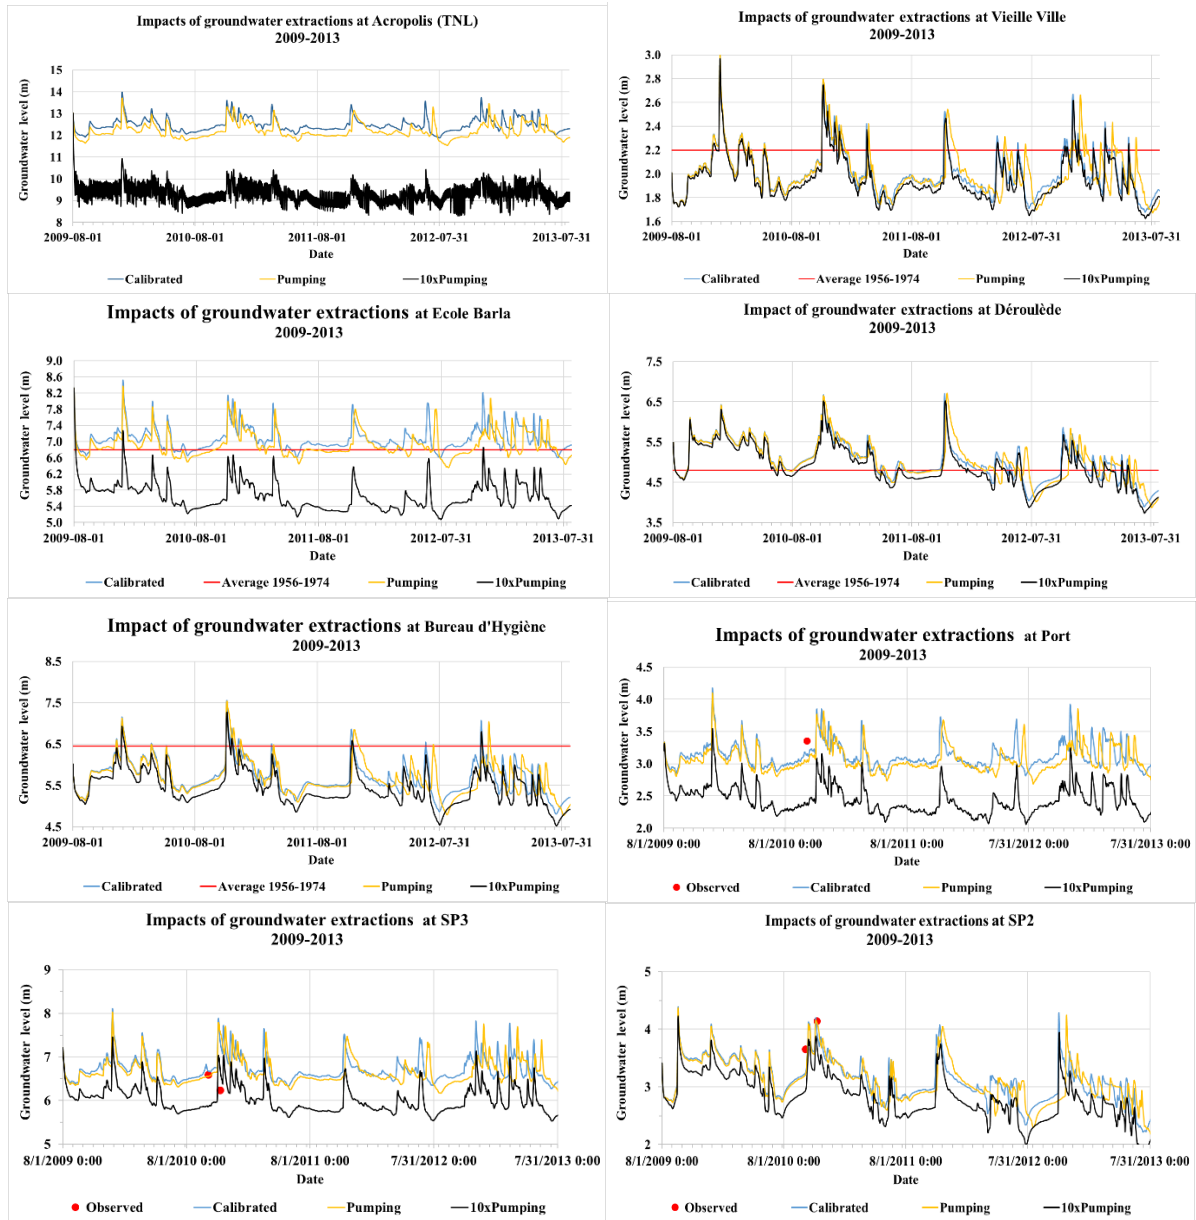 Impacts of groundwater extractions at Acropolis (TNL)
2009-2013
Groundwater level (m)
15
14
13
12
11
10
9
8
2009-08-01 2010-08-01 2011-08-01 2012-07-31 2013-07-31
Date
Calibrated Pumping 10xPumping
Impacts of groundwater extractions at Vieille Ville
2009-2013
Groundwater level (m)
3.0
2.6
2.4
2.2
2.0
1.8
1.6
2009-08-01 2010-08-01 2011-08-01 2012-07-31 2013-07-31
Date
Calibrated Average 1956-1974 Pumping 10xPumping
Impacts of groundwater extractions at Ecole Barla
2009-2013
Groundwater level (m)
9.0
8.6
8.2
7.8
7.4
7.0
6.6
6.2
5.8
5.4
5.0
2009-08-01 2010-08-01 2011-08-01 2012-07-31 2013-07-31
Date
Calibrated Average 1956-1974 Pumping 10xPumping
Impact of groundwater extractions at Déroulède
2009-2013
Groundwater level (m)
7.5
6.5
5.5
4.5
3.5
2009-08-01 2010-08-01 2011-08-01 2012-07-31 2013-07-31
Date
Calibrated Average 1956-1974 Pumping 10xPumping
Impact of groundwater extractions at Bureau d'Hygiène
2009-2013
Groundwater level (m)
8.5
7.5
6.5
5.5
4.5
2009-08-01 2010-08-01 2011-08-01 2012-07-31 2013-07-31
Date
Calibrated Average 1956-1974 Pumping 10xPumping
Impacts of groundwater extractions at Port
2009-2013
Groundwater level (m)
4.5
4.0
3.5
3.0
2.5
2.0
8/1/2009 0:00 8/1/2010 0:00 8/1/2011 0:00 7/31/2012 0:00 7/31/2013 0:00
Date
Observed Calibrated Pumping 10xPumping
Impacts of groundwater extractions at SP3
2009-2013
Groundwater level (m)
9
8
7
6
5
8/1/2009 0:00 8/1/2010 0:00 8/1/2011 0:00 7/31/2012 0:00 7/31/2013 0:00
Date
Observed Calibrated Pumping 10xPumping
Impacts of groundwater extractions at SP2
2009-2013
Groundwater level (m)
5
4
3
2
8/1/2009 0:00 8/1/2010 0:00 8/1/2011 0:00 7/31/2012 0:00 7/31/2013 0:00
Date
Observed Calibrated Pumping 10xPumping